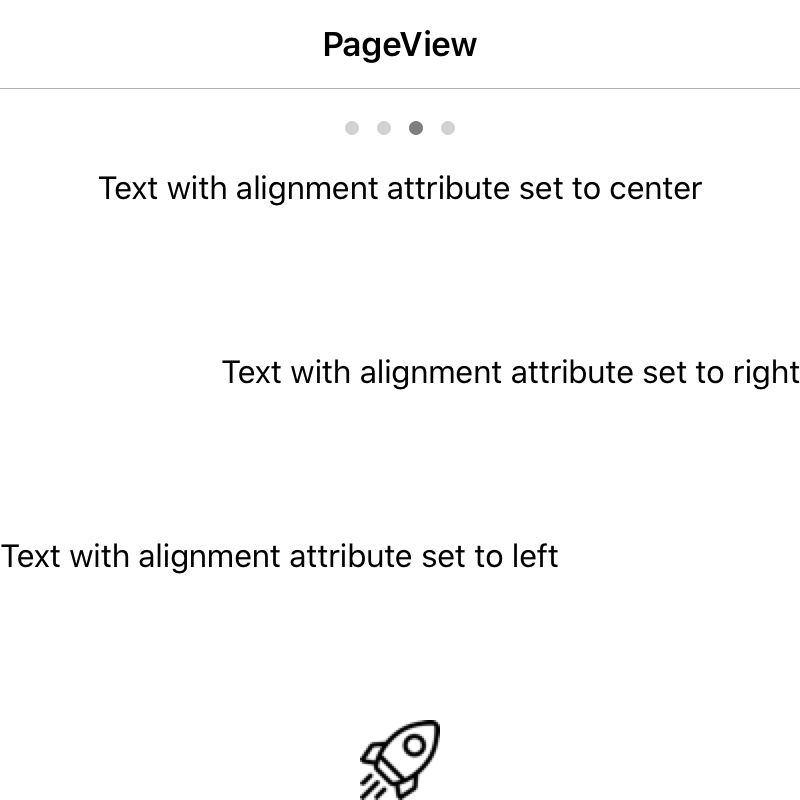 PageView
Text with alignment attribute set to center
Text with alignment attribute set to right
Text with alignment attribute set to left